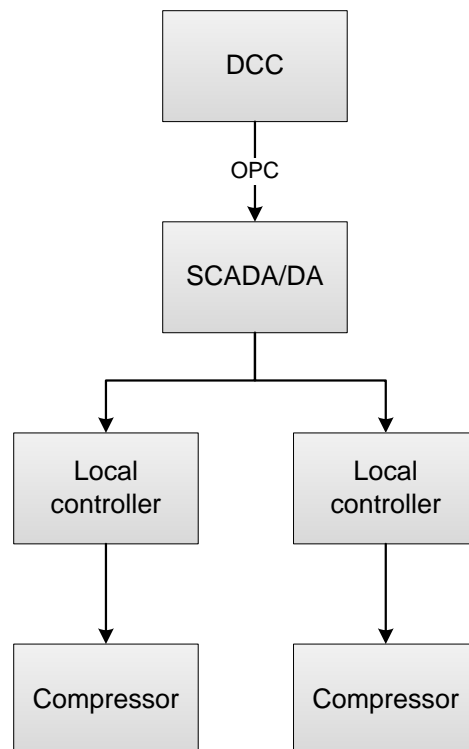 DCC
OPC
SCADA/DA
Local
controller
Local
controller
Compressor
Compressor